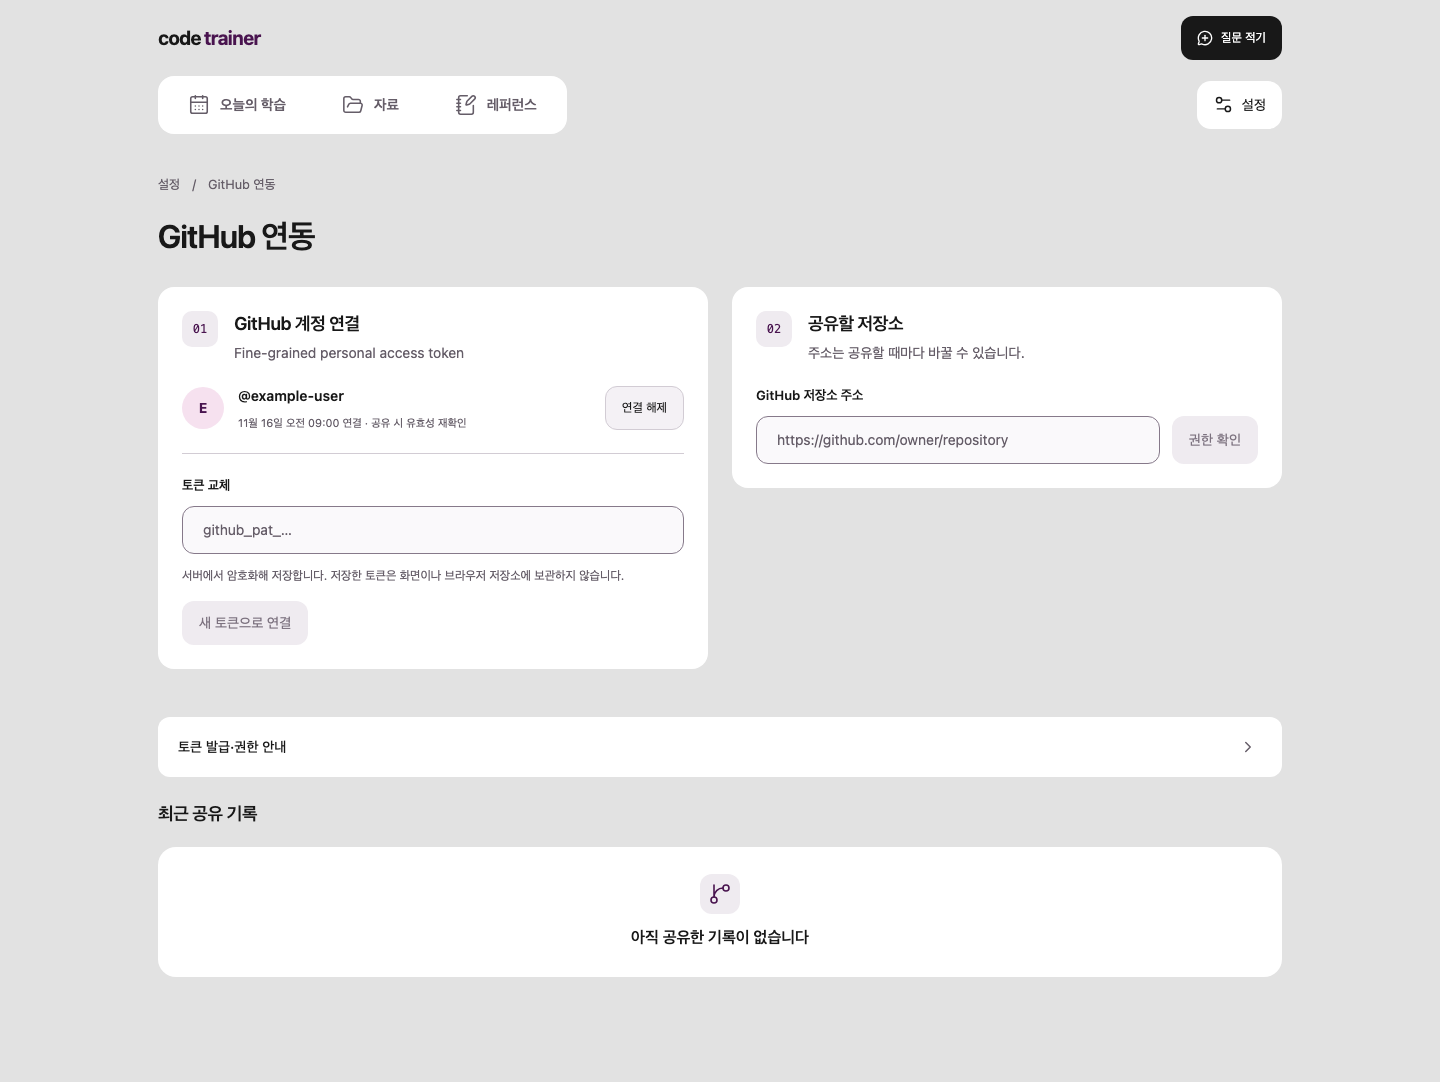 code trainer
질문 적기
오늘의 학습
자료
레퍼런스
설정
설정 / GitHub 연동
GitHub 연동
01
GitHub 계정 연결
Fine-grained personal access token
E
@example-user
11월 16일 오전 09:00 연결 · 공유 시 유효성 재확인
연결 해제
토큰 교체
github_pat_...
서버에서 암호화해 저장합니다. 저장한 토큰은 화면이나 브라우저 저장소에 보관하지 않습니다.
새 토큰으로 연결
02
공유할 저장소
주소는 공유할 때마다 바꿀 수 있습니다.
GitHub 저장소 주소
https://github.com/owner/repository
권한 확인
토큰 발급·권한 안내
최근 공유 기록
아직 공유한 기록이 없습니다